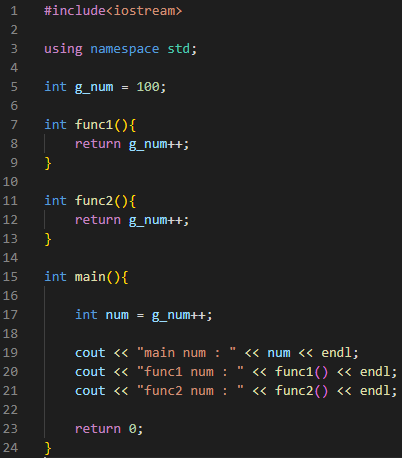 1 #include<iostream>
2
3 using namespace std;
4
5 int g_num = 100;
6
7 int func1(){
8     return g_num++;
9 }
10
11 int func2(){
12     return g_num++;
13 }
14
15 int main(){
16
17     int num = g_num++;
18
19     cout << "main num : " << num << endl;
20     cout << "func1 num : " << func1() << endl;
21     cout << "func2 num : " << func2() << endl;
22
23     return 0;
24 }